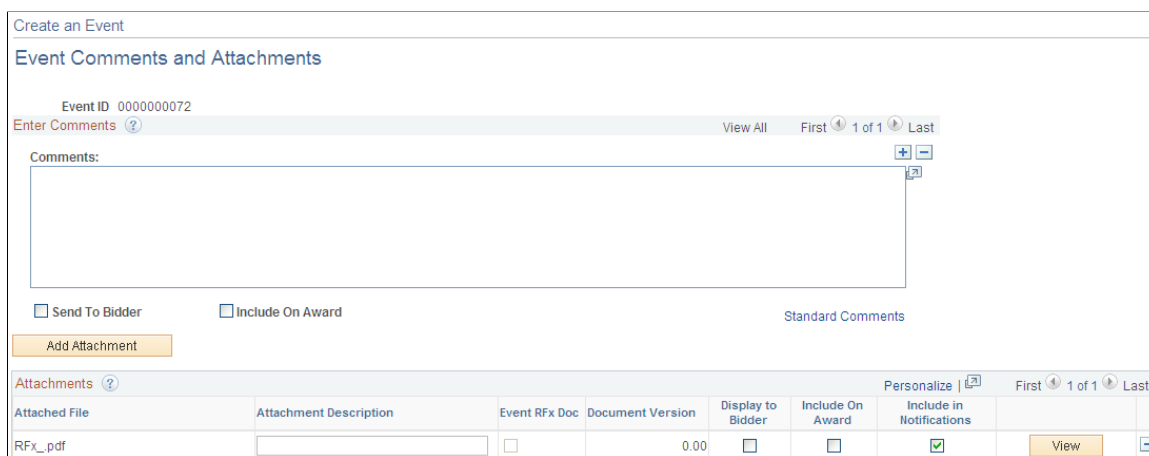 Create an Event
Event Comments and Attachments
Event ID 0000000072
Enter Comments ? View All First 1 of 1 Last
Comments:
Send To Bidder Include On Award Standard Comments
Add Attachment
Attachments ? Personalize | First 1 of 1 Last
Attached File Attachment Description Event RFx Doc Document Version Display to Bidder Include On Award Include in Notifications
RFx_.pdf 0.00 View